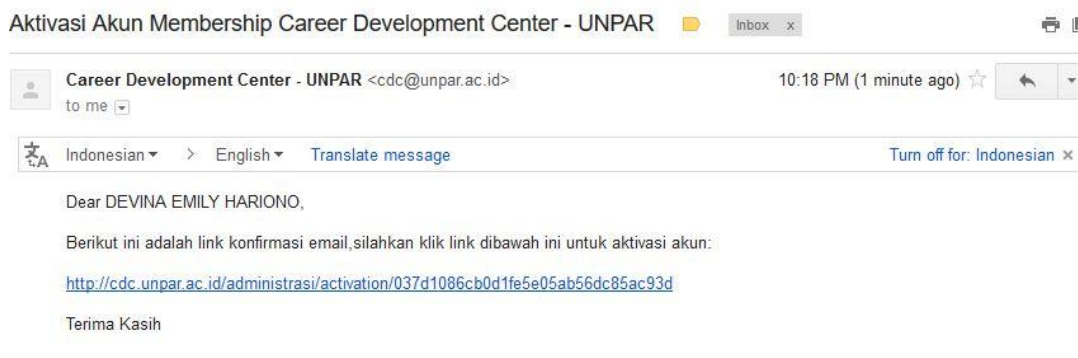 Aktivasi Akun Membership Career Development Center - UNPAR Inbox x
Career Development Center - UNPAR <cdc@unpar.ac.id> 10:18 PM (1 minute ago)
to me
Indonesian > English Translate message Turn off for: Indonesian ×
Dear DEVINA EMILY HARIONO,
Berikut ini adalah link konfirmasi email,silahkan klik link dibawah ini untuk aktivasi akun:
http://cdc.unpar.ac.id/administrasi/activation/037d1086cb0d1fe5e05ab56dc85ac93d
Terima Kasih